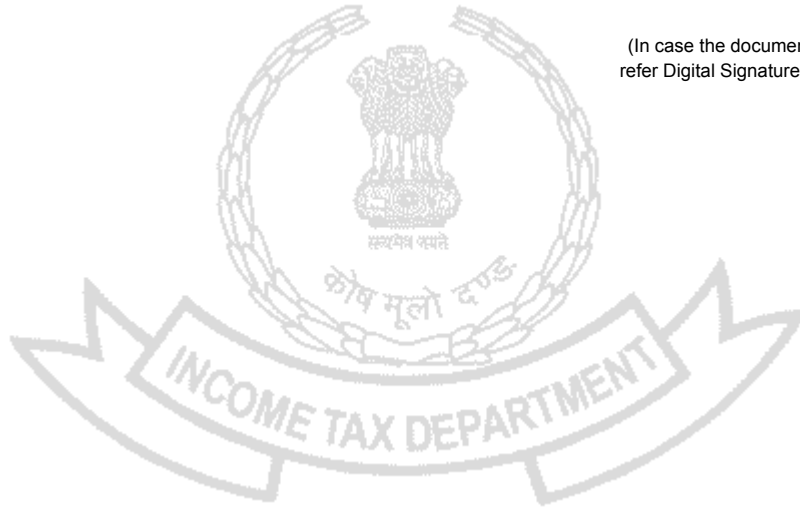 (In case the documen
refer Digital Signature
सत्यमेव जयते
कोष मूलो दण्ड:
INCOME TAX DEPARTMENT